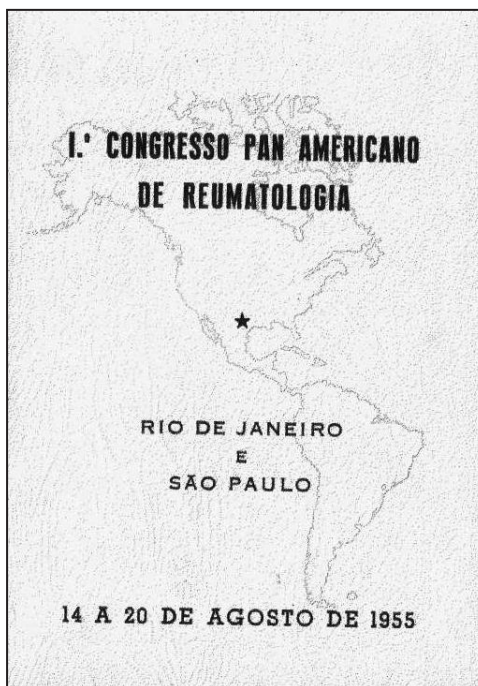 I.º CONGRESSO PAN AMERICANO
DE REUMATOLOGIA
RIO DE JANEIRO
E
SÃO PAULO
14 A 20 DE AGOSTO DE 1955